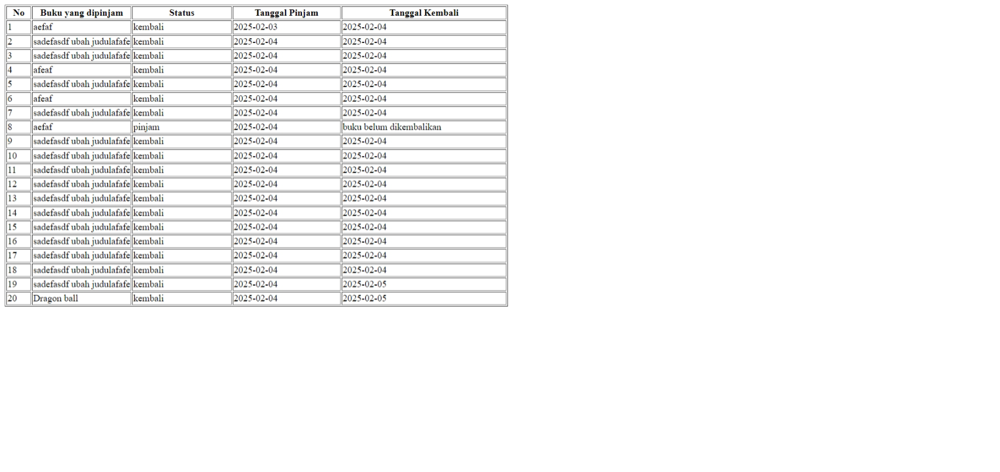 No Buku yang dipinjam Status Tanggal Pinjam Tanggal Kembali
1 aefaf kembali 2025-02-03 2025-02-04
2 sadefasdf ubah judulafafe kembali 2025-02-04 2025-02-04
3 sadefasdf ubah judulafafe kembali 2025-02-04 2025-02-04
4 afeaf kembali 2025-02-04 2025-02-04
5 sadefasdf ubah judulafafe kembali 2025-02-04 2025-02-04
6 afeaf kembali 2025-02-04 2025-02-04
7 sadefasdf ubah judulafafe kembali 2025-02-04 2025-02-04
8 aefaf pinjam 2025-02-04 buku belum dikembalikan
9 sadefasdf ubah judulafafe kembali 2025-02-04 2025-02-04
10 sadefasdf ubah judulafafe kembali 2025-02-04 2025-02-04
11 sadefasdf ubah judulafafe kembali 2025-02-04 2025-02-04
12 sadefasdf ubah judulafafe kembali 2025-02-04 2025-02-04
13 sadefasdf ubah judulafafe kembali 2025-02-04 2025-02-04
14 sadefasdf ubah judulafafe kembali 2025-02-04 2025-02-04
15 sadefasdf ubah judulafafe kembali 2025-02-04 2025-02-04
16 sadefasdf ubah judulafafe kembali 2025-02-04 2025-02-04
17 sadefasdf ubah judulafafe kembali 2025-02-04 2025-02-04
18 sadefasdf ubah judulafafe kembali 2025-02-04 2025-02-04
19 sadefasdf ubah judulafafe kembali 2025-02-04 2025-02-05
20 Dragon ball kembali 2025-02-04 2025-02-05